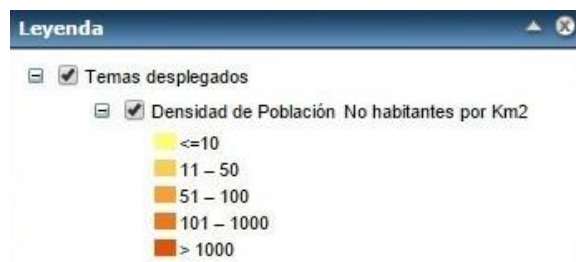 Leyenda
Temas desplegados
Densidad de Población No habitantes por Km2
<=10
11 – 50
51 – 100
101 – 1000
> 1000